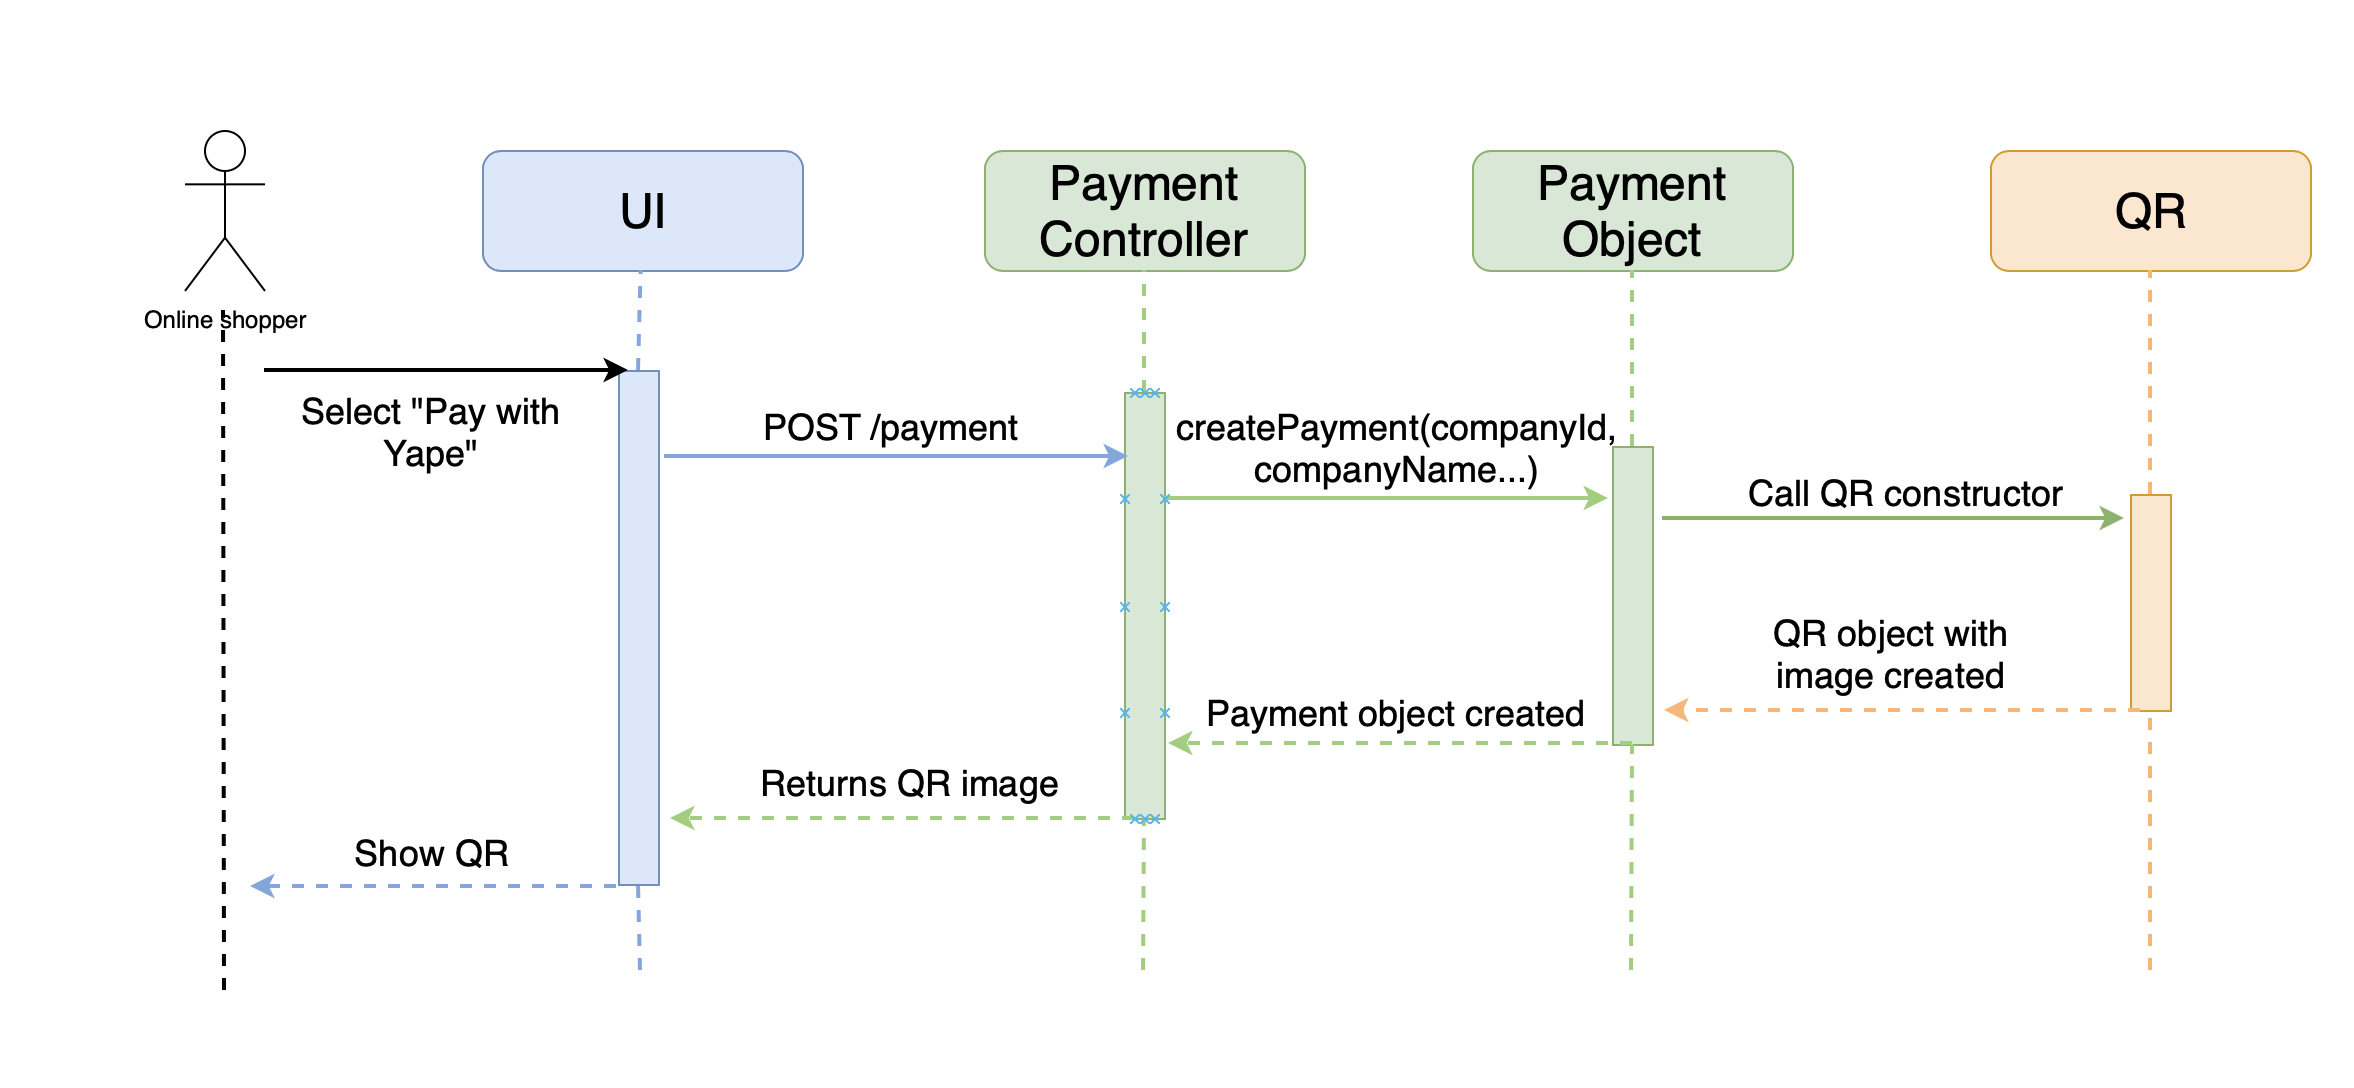 UI
Payment
Controller
Payment
Object
QR
Online shopper
Select "Pay with
Yape"
POST /payment
createPayment(companyId,
companyName...)
Call QR constructor
QR object with
image created
Payment object created
Returns QR image
Show QR